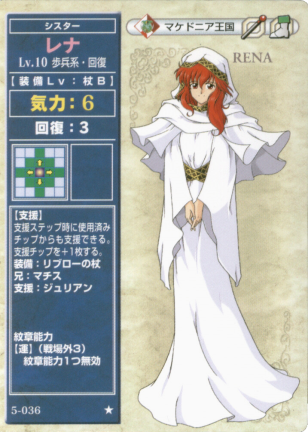 シスター
レナ
Lv.10 歩兵系・回復
【装備Lv：杖B】
気力：6
回復：3
マケドニア王国
RENA
【支援】
支援ステップ時に使用済み
チップからも支援できる。
支援チップを+1枚する。
装備：リブローの杖
兄：マチス
支援：ジュリアン
紋章能力
【運】（戦場外3）
紋章能力1つ無効
5-036 ★